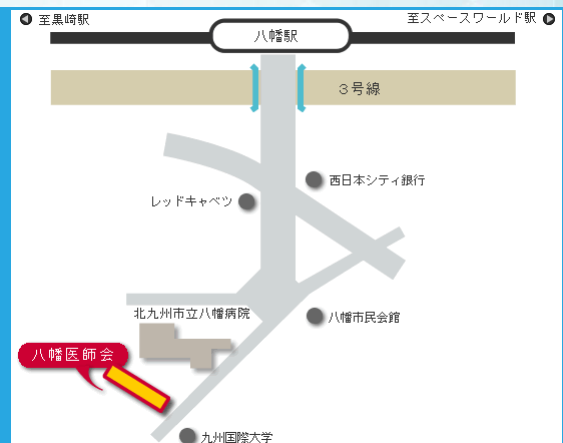 至黒崎駅
至スペースワールド駅
八幡駅
３号線
西日本シティ銀行
レッドキャベツ
北九州市立八幡病院
八幡市民会館
八幡医師会
九州国際大学